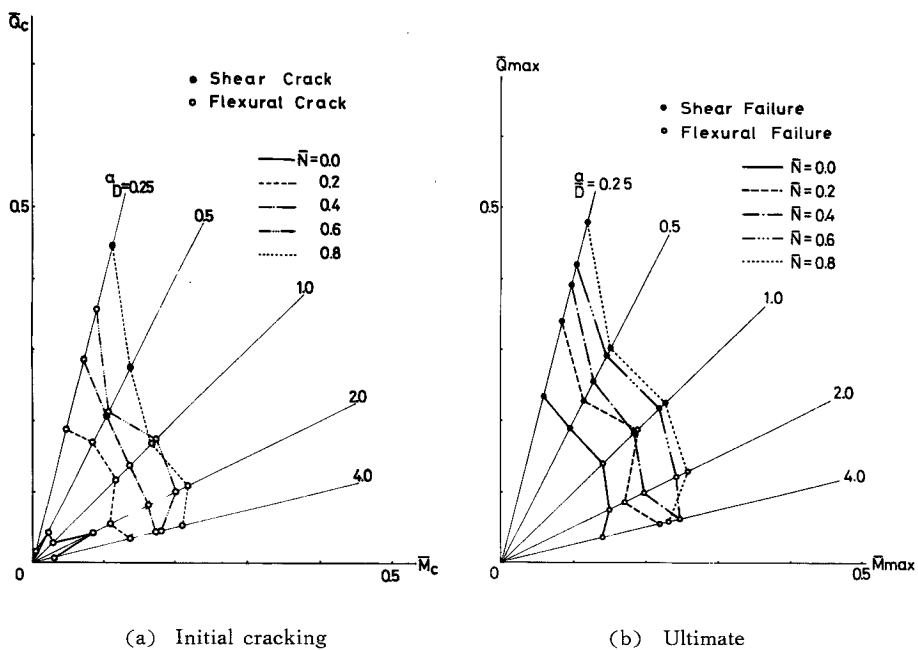 Q̄c
● Shear Crack
○ Flexural Crack
N̄=0.0
0.2
0.4
0.6
0.8
a
D=0.25
0.5
0.5
1.0
2.0
4.0
0
M̄c
0.5
(a) Initial cracking
Q̄max
● Shear Failure
○ Flexural Failure
N̄=0.0
N̄=0.2
N̄=0.4
N̄=0.6
N̄=0.8
a/D=0.25
0.5
0.5
1.0
2.0
4.0
0
0.5
M̄max
(b) Ultimate